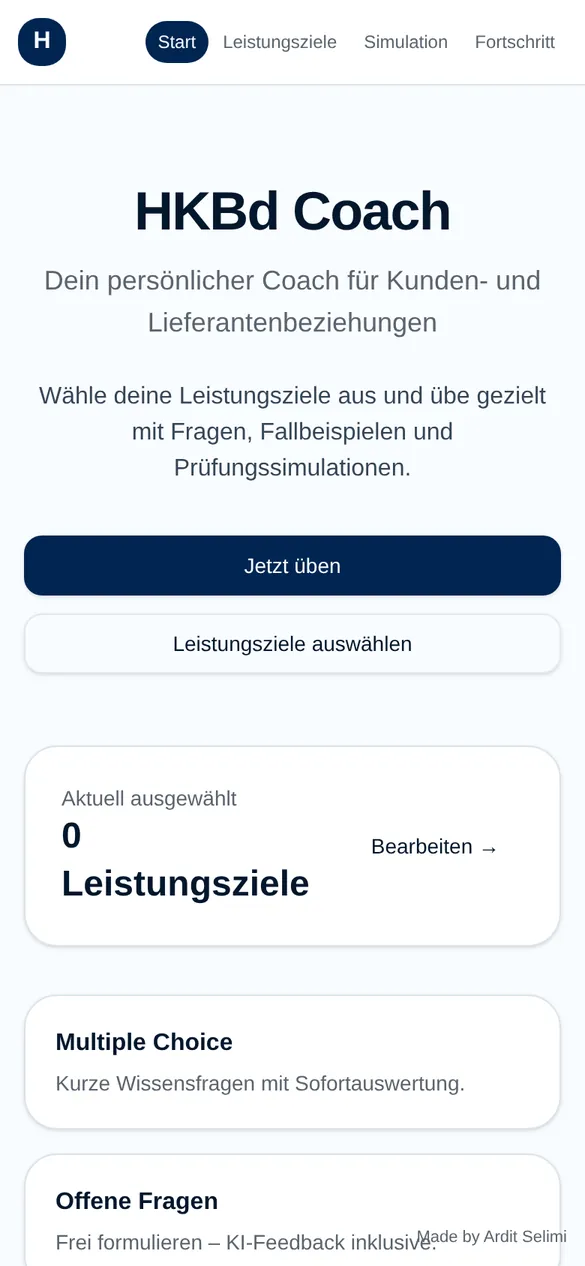 H
Start
Leistungsziele
Simulation
Fortschritt
HKBd Coach
Dein persönlicher Coach für Kunden- und
Lieferantenbeziehungen
Wähle deine Leistungsziele aus und übe gezielt
mit Fragen, Fallbeispielen und
Prüfungssimulationen.
Jetzt üben
Leistungsziele auswählen
Aktuell ausgewählt
0
Leistungsziele
Bearbeiten →
Multiple Choice
Kurze Wissensfragen mit Sofortauswertung.
Offene Fragen
Frei formulieren – KI-Feedback inklusive.
Made by Ardit Selimi